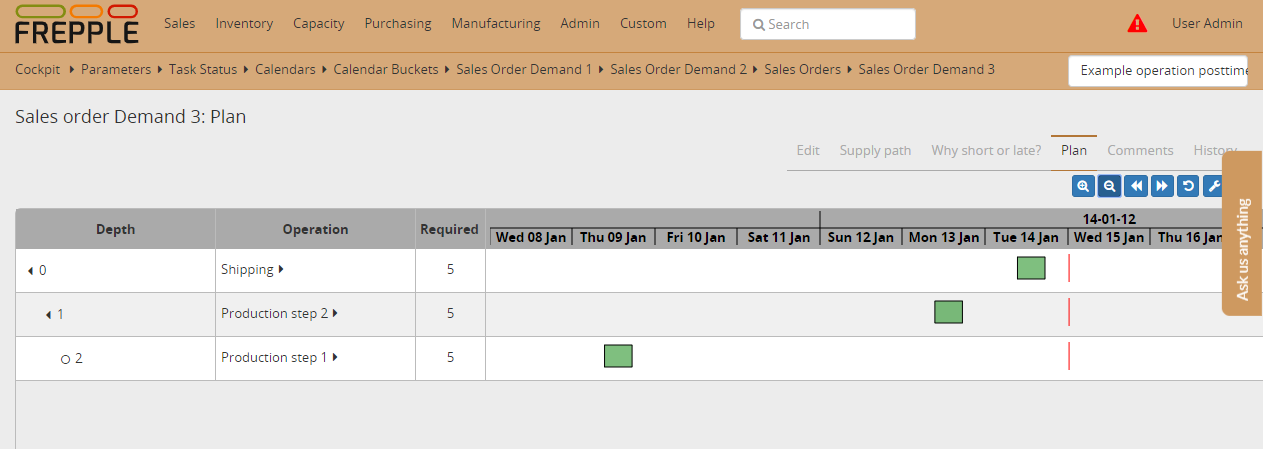 FREPPLE Sales Inventory Capacity Purchasing Manufacturing Admin Custom Help Search User Admin
Cockpit Parameters Task Status Calendars Calendar Buckets Sales Order Demand 1 Sales Order Demand 2 Sales Orders Sales Order Demand 3 Example operation posttime
Sales order Demand 3: Plan
Edit Supply path Why short or late? Plan Comments History
Ask us anything
Depth Operation Required
14-01-12
Wed 08 Jan Thu 09 Jan Fri 10 Jan Sat 11 Jan Sun 12 Jan Mon 13 Jan Tue 14 Jan Wed 15 Jan Thu 16 Jan
0 Shipping 5
1 Production step 2 5
2 Production step 1 5